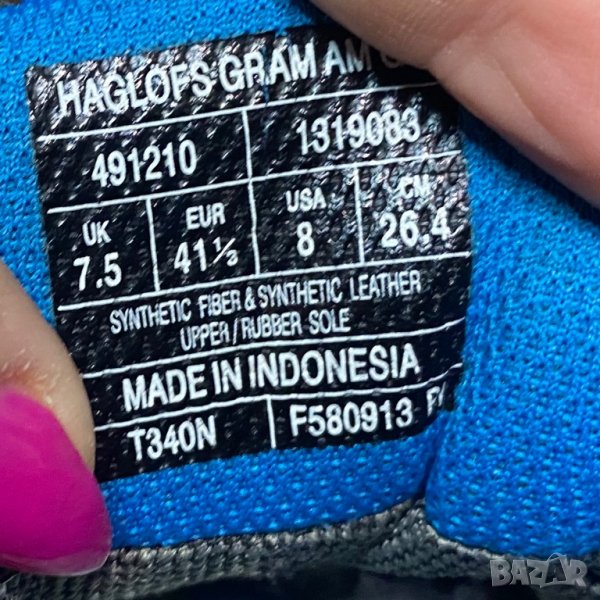 HAGLOFS GRAM AM
491210 1319083
UK EUR USA CM
7.5 41⅓ 8 26.4
SYNTHETIC FIBER & SYNTHETIC LEATHER
UPPER/RUBBER SOLE
MADE IN INDONESIA
T340N F580913
BAZAR